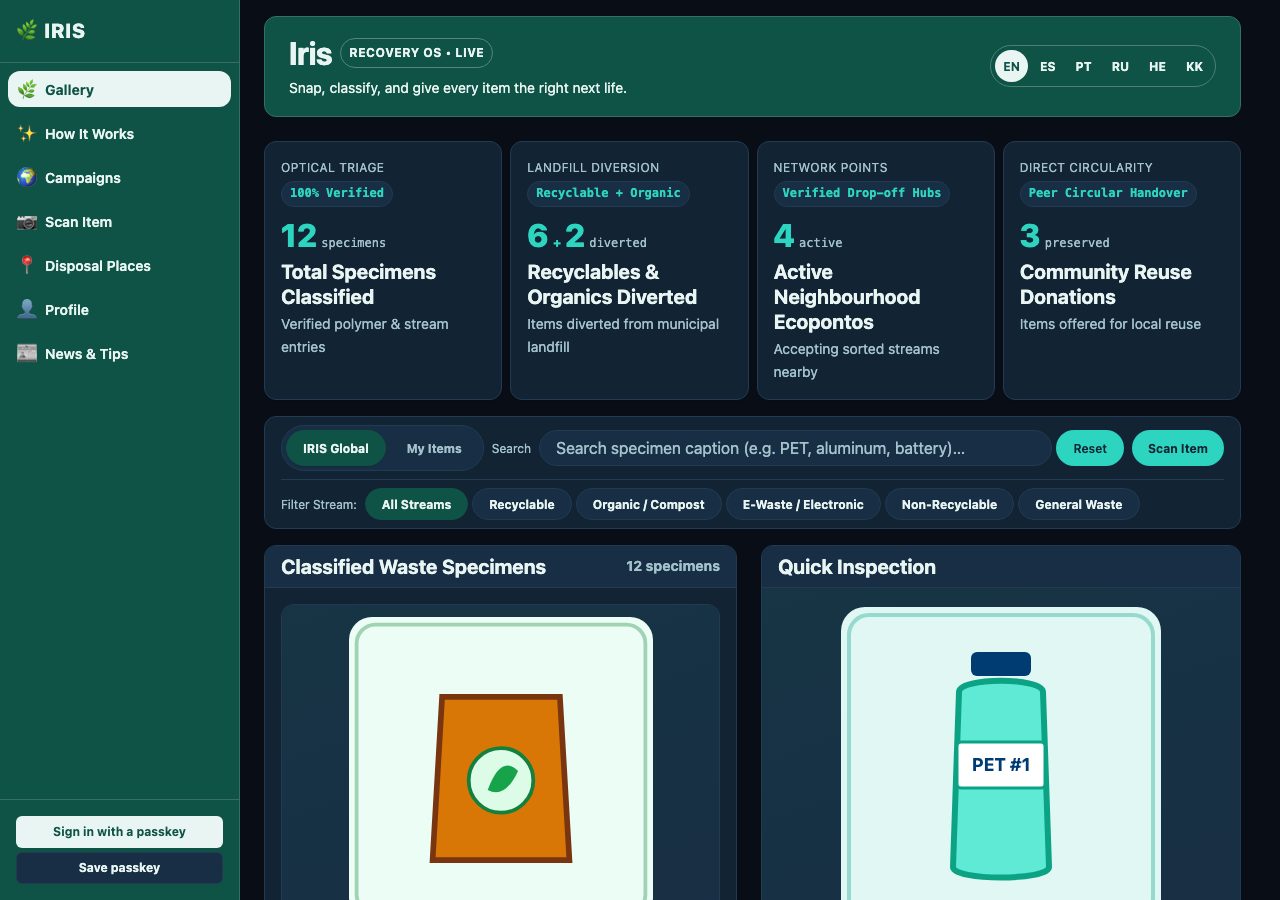 IRIS
Gallery
How It Works
Campaigns
Scan Item
Disposal Places
Profile
News & Tips
Sign in with a passkey
Save passkey
Iris
RECOVERY OS • LIVE
Snap, classify, and give every item the right next life.
EN ES PT RU HE KK
OPTICAL TRIAGE
100% Verified
12 specimens
Total Specimens
Classified
Verified polymer & stream
entries
LANDFILL DIVERSION
Recyclable + Organic
6 + 2 diverted
Recyclables &
Organics Diverted
Items diverted from municipal
landfill
NETWORK POINTS
Verified Drop-off Hubs
4 active
Active
Neighbourhood
Ecopontos
Accepting sorted streams
nearby
DIRECT CIRCULARITY
Peer Circular Handover
3 preserved
Community Reuse
Donations
Items offered for local reuse
IRIS Global My Items Search Search specimen caption (e.g. PET, aluminum, battery)... Reset Scan Item
Filter Stream: All Streams Recyclable Organic / Compost E-Waste / Electronic Non-Recyclable General Waste
Classified Waste Specimens 12 specimens
Quick Inspection
PET #1